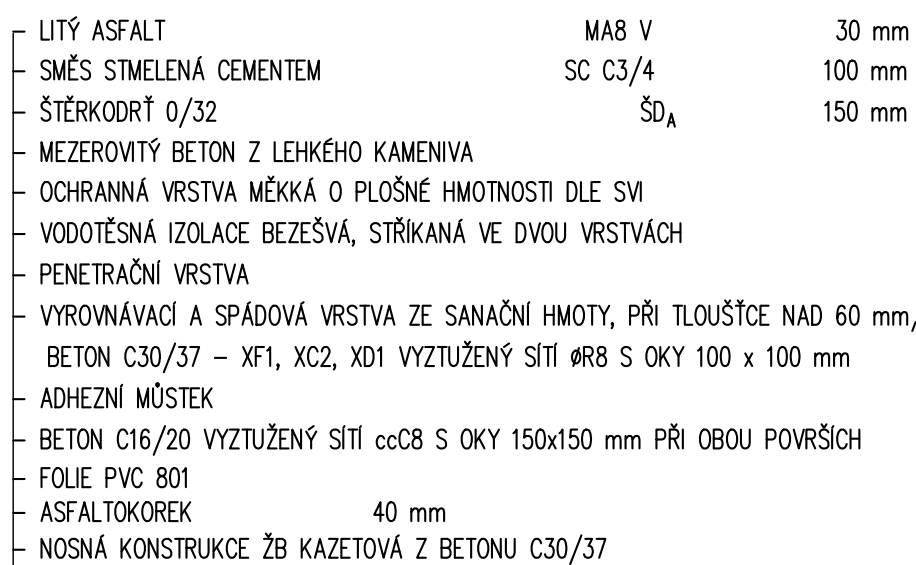 – LITÝ ASFALT MA8 V 30 mm
– SMĚS STMELENÁ CEMENTEM SC C3/4 100 mm
– ŠTĚRKODRŤ 0/32 ŠDA 150 mm
– MEZEROVITÝ BETON Z LEHKÉHO KAMENIVA
– OCHRANNÁ VRSTVA MĚKKÁ O PLOŠNÉ HMOTNOSTI DLE SVI
– VODOTĚSNÁ IZOLACE BEZEŠVÁ, STŘÍKANÁ VE DVOU VRSTVÁCH
– PENETRAČNÍ VRSTVA
– VYROVNÁVACÍ A SPÁDOVÁ VRSTVA ZE SANAČNÍ HMOTY, PŘI TLOUŠŤCE NAD 60 mm,
BETON C30/37 – XF1, XC2, XD1 VYZTUŽENÝ SÍTÍ øR8 S OKY 100 x 100 mm
– ADHEZNÍ MŮSTEK
– BETON C16/20 VYZTUŽENÝ SÍTÍ ccC8 S OKY 150x150 mm PŘI OBOU POVRŠÍCH
– FOLIE PVC 801
– ASFALTOKOREK 40 mm
– NOSNÁ KONSTRUKCE ŽB KAZETOVÁ Z BETONU C30/37